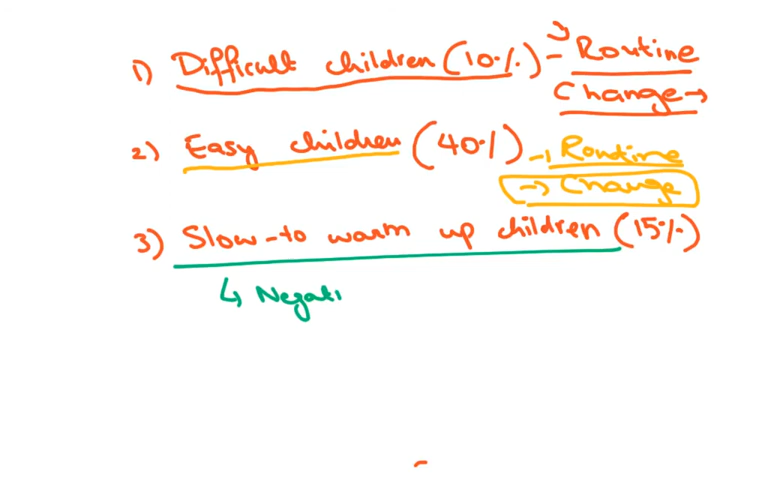 1) Difficult children (10%) → Routine
Change →
2) Easy children (40%) → Routine
→ Change
3) Slow-to warm up children (15%)
↳ Negati